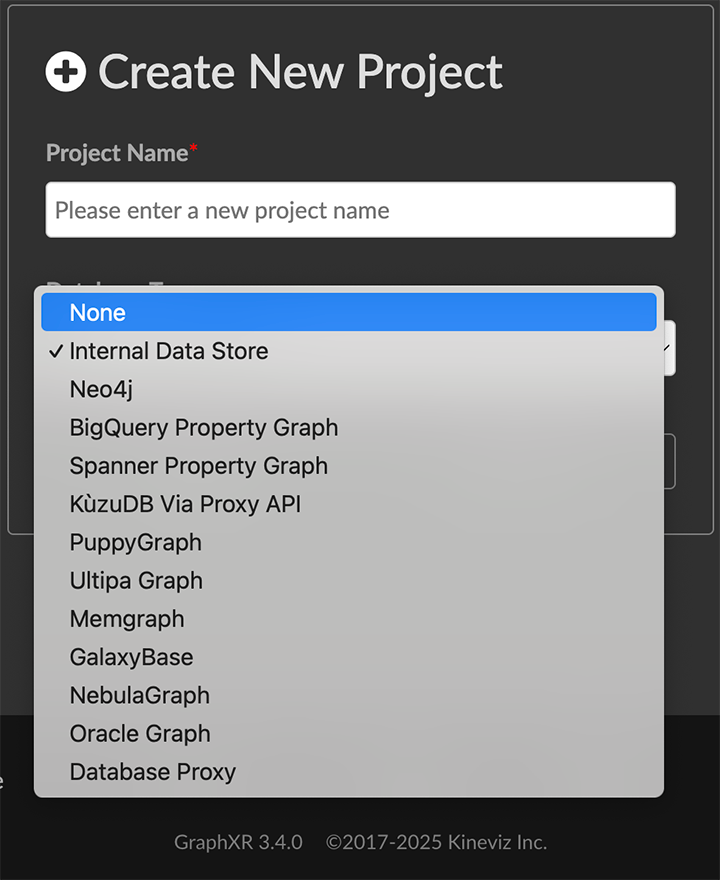 Create New Project
Project Name*
Please enter a new project name
None
✓ Internal Data Store
Neo4j
BigQuery Property Graph
Spanner Property Graph
KùzuDB Via Proxy API
PuppyGraph
Ultipa Graph
Memgraph
GalaxyBase
NebulaGraph
Oracle Graph
Database Proxy
GraphXR 3.4.0 ©2017-2025 Kineviz Inc.